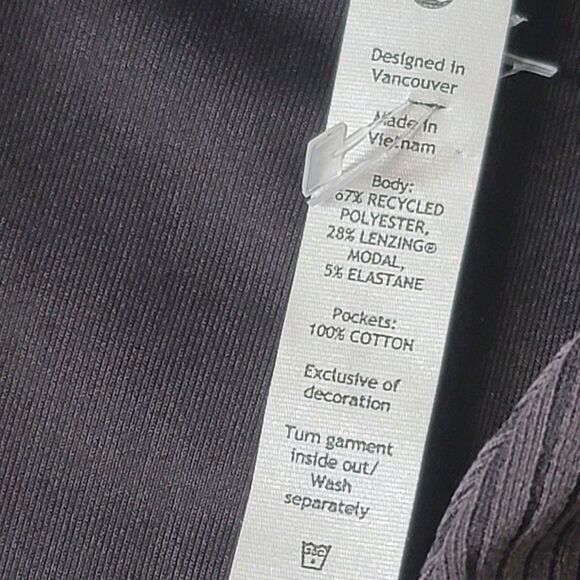 Designed in
Vancouver
Made in
Vietnam
Body:
67% RECYCLED
POLYESTER,
28% LENZING®
MODAL,
5% ELASTANE
Pockets:
100% COTTON
Exclusive of
decoration
Turn garment
inside out/
Wash
separately